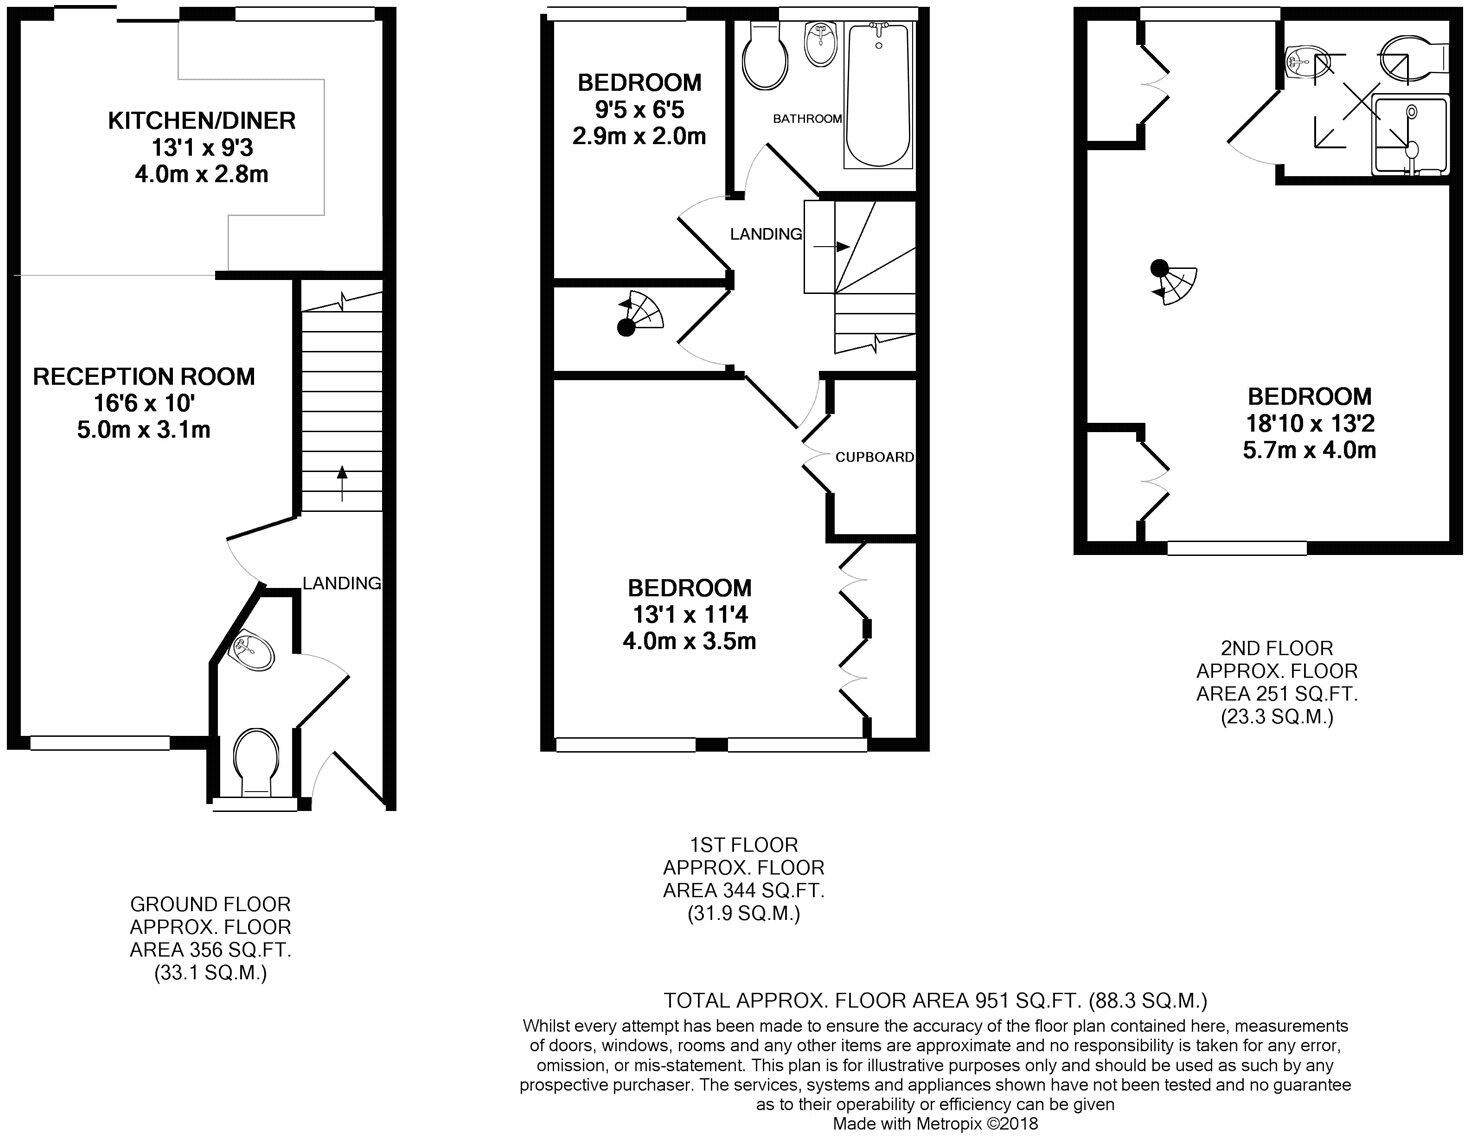 KITCHEN/DINER
13'1 x 9'3
4.0m x 2.8m
RECEPTION ROOM
16'6 x 10'
5.0m x 3.1m
LANDING
GROUND FLOOR
APPROX. FLOOR
AREA 356 SQ.FT.
(33.1 SQ.M.)
BEDROOM
9'5 x 6'5
2.9m x 2.0m
BATHROOM
LANDING
CUPBOARD
BEDROOM
13'1 x 11'4
4.0m x 3.5m
1ST FLOOR
APPROX. FLOOR
AREA 344 SQ.FT.
(31.9 SQ.M.)
BEDROOM
18'10 x 13'2
5.7m x 4.0m
2ND FLOOR
APPROX. FLOOR
AREA 251 SQ.FT.
(23.3 SQ.M.)
TOTAL APPROX. FLOOR AREA 951 SQ.FT. (88.3 SQ.M.)
Whilst every attempt has been made to ensure the accuracy of the floor plan contained here, measurements
of doors, windows, rooms and any other items are approximate and no responsibility is taken for any error,
omission, or mis-statement. This plan is for illustrative purposes only and should be used as such by any
prospective purchaser. The services, systems and appliances shown have not been tested and no guarantee
as to their operability or efficiency can be given
Made with Metropix ©2018